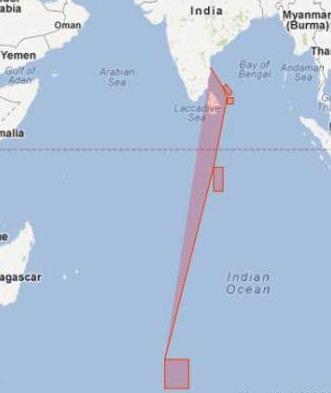 abia
India
Myanmar
(Burma)
Oman
Tha
Yemen
Gulf of
Aden
Arabian
Sea
Bay of
Bengal
Andaman
Sea
G
Th
Laccadive
Sea
malia
e
agascar
Indian
Ocean